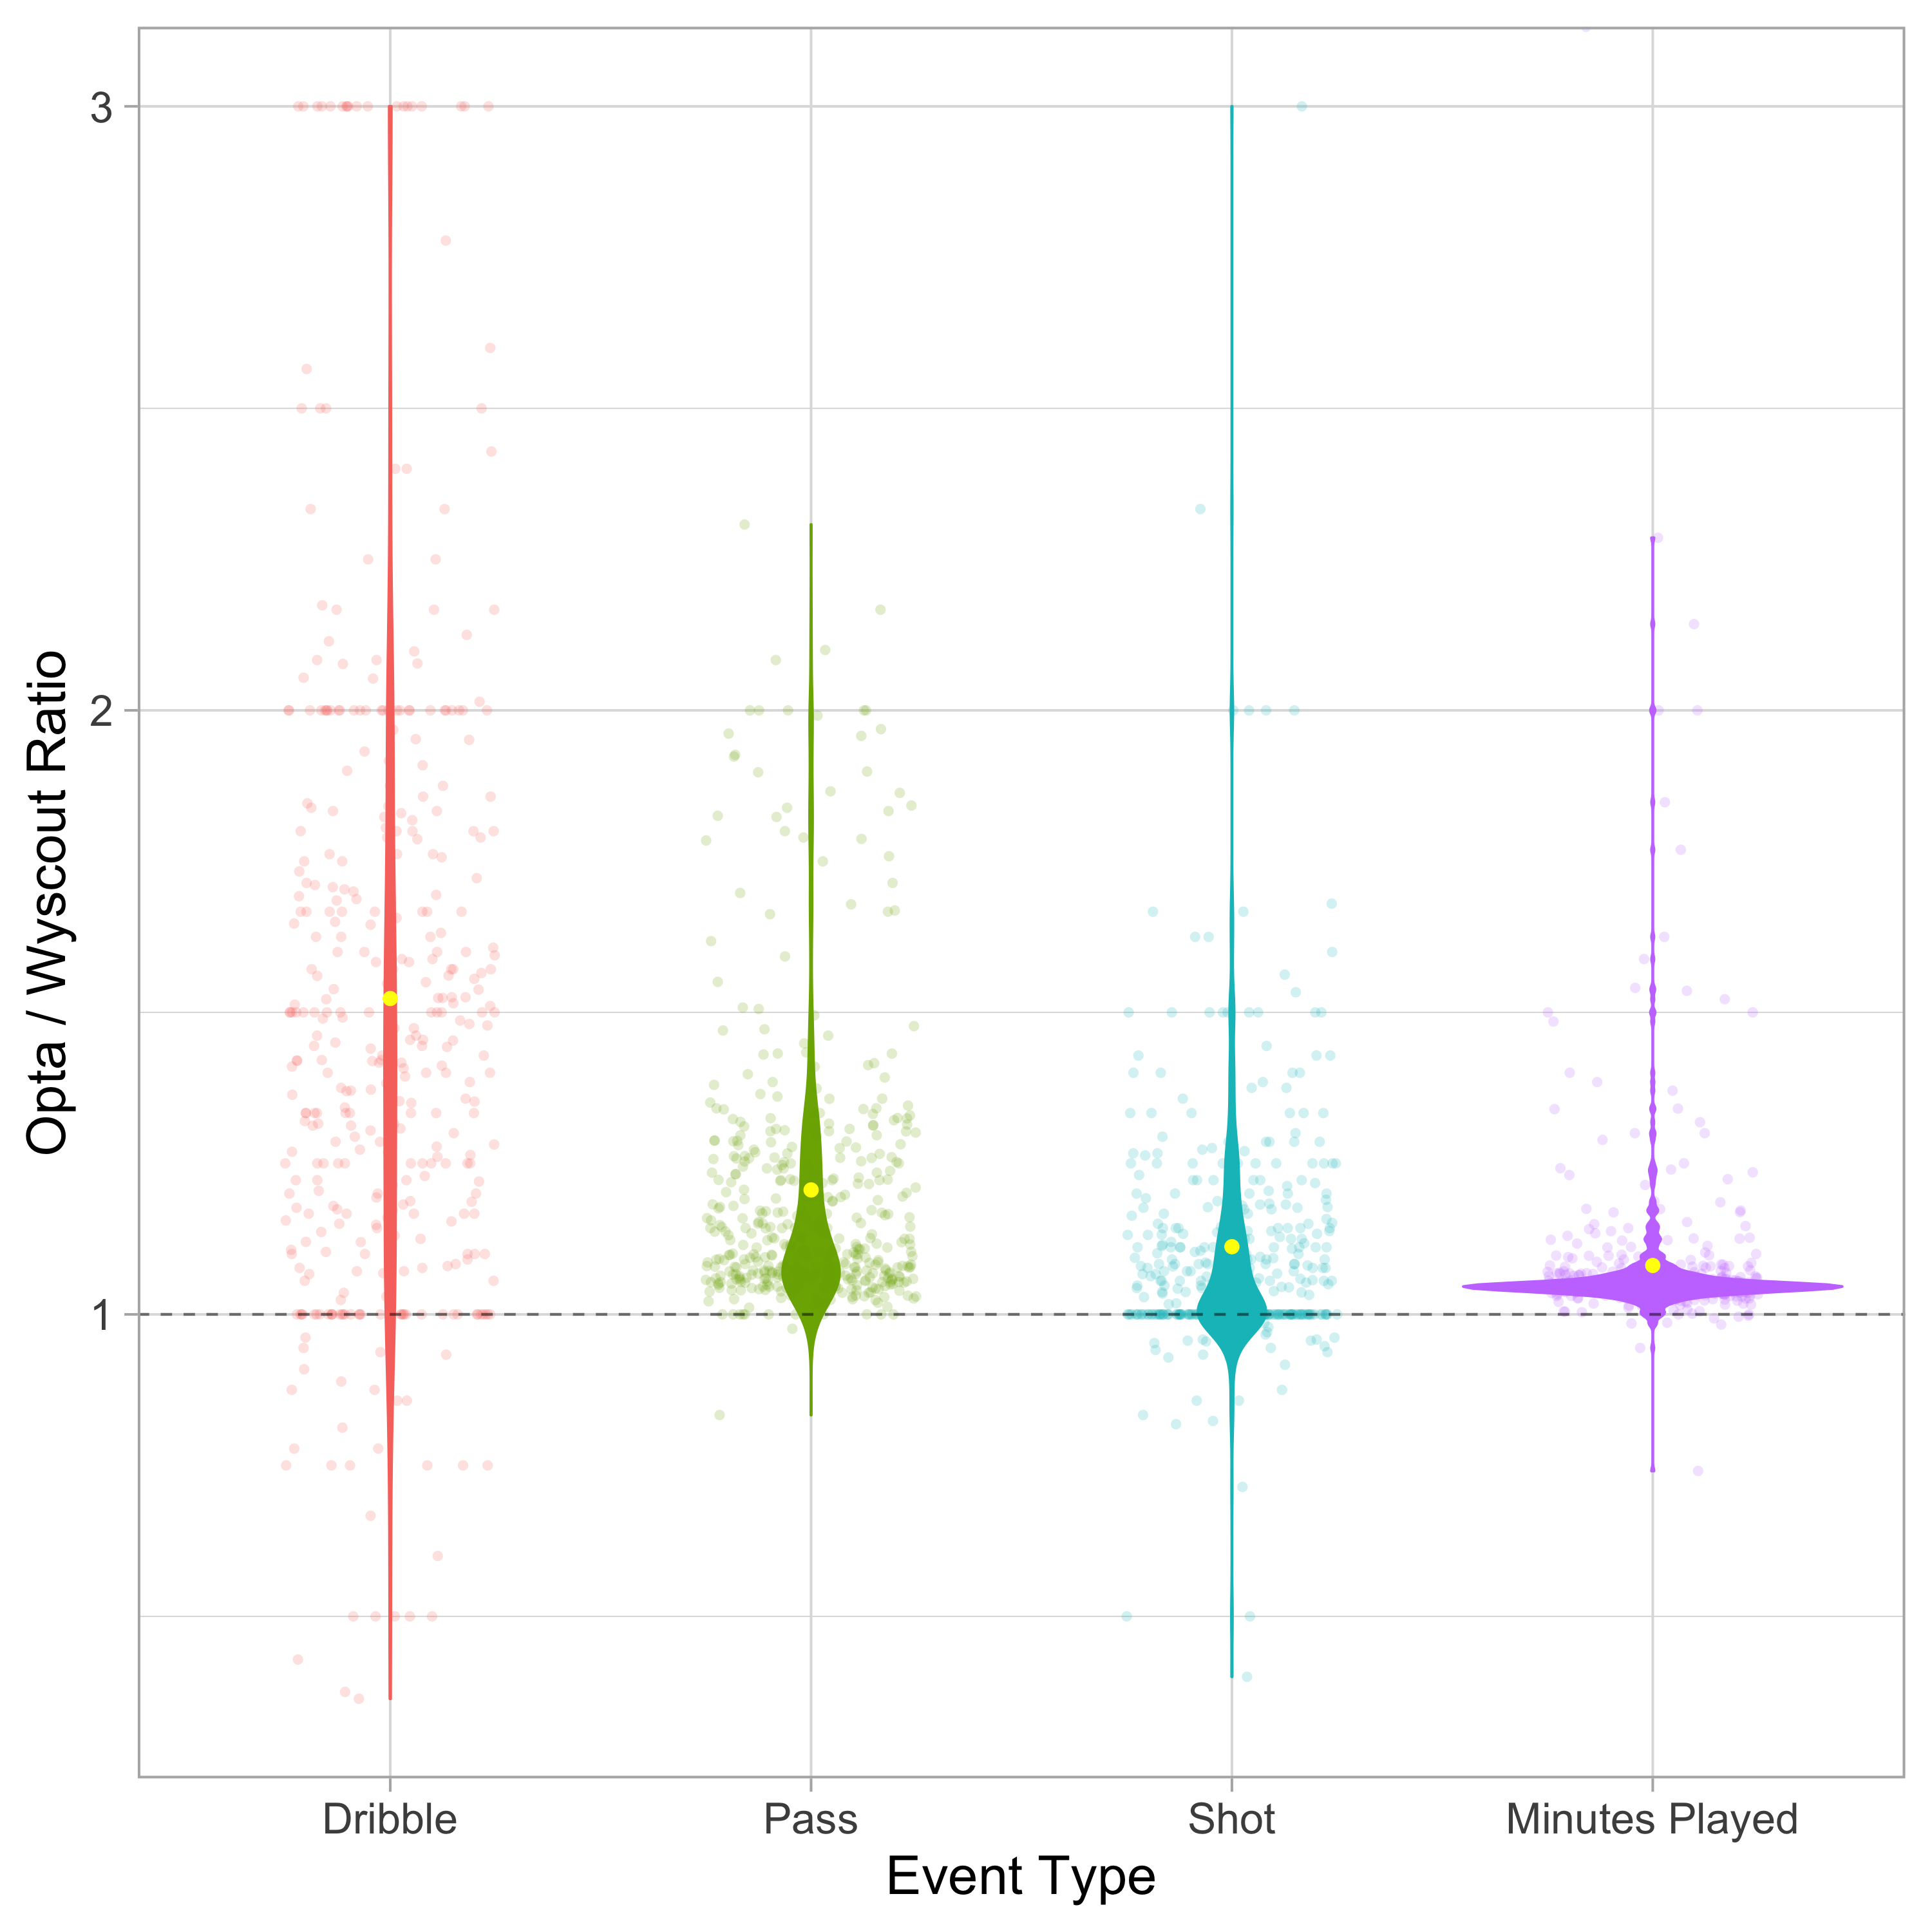 Opta / Wyscout Ratio
3
2
1
Dribble Pass Shot Minutes Played
Event Type